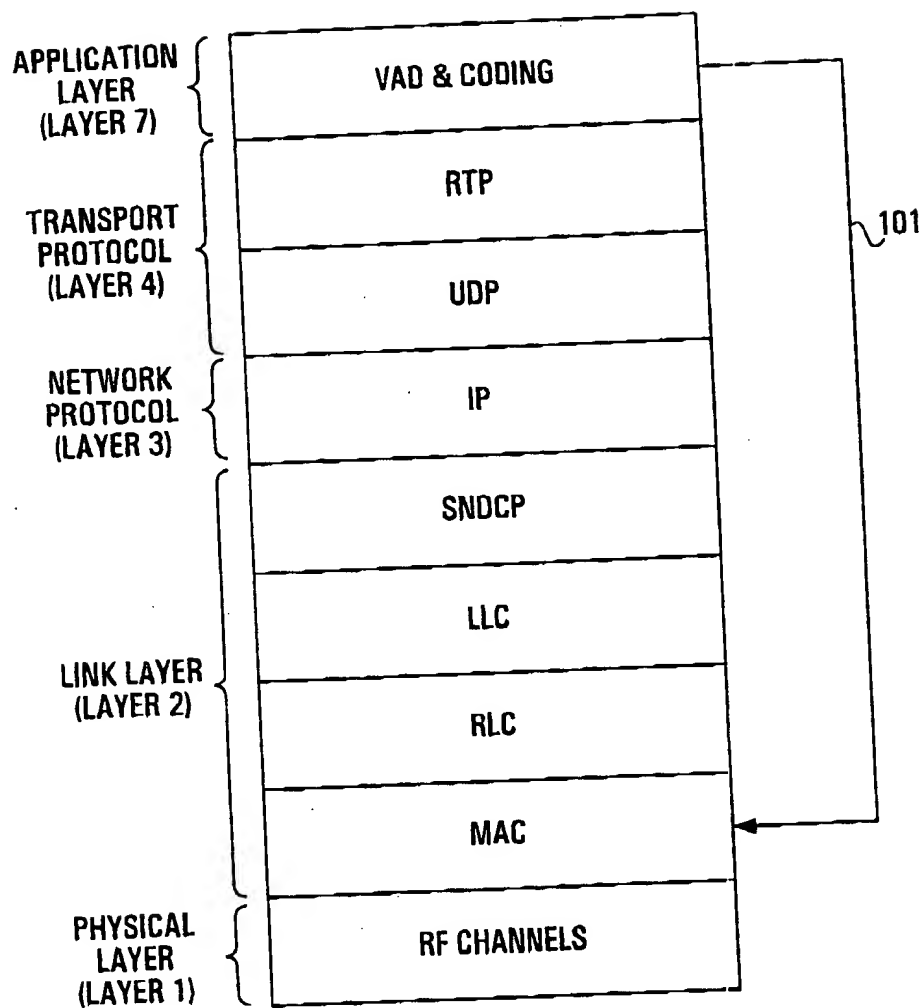 APPLICATION
LAYER
(LAYER 7)
VAD & CODING
TRANSPORT
PROTOCOL
(LAYER 4)
RTP
UDP
101
NETWORK
PROTOCOL
(LAYER 3)
IP
LINK LAYER
(LAYER 2)
SNDCP
LLC
RLC
MAC
PHYSICAL
LAYER
(LAYER 1)
RF CHANNELS